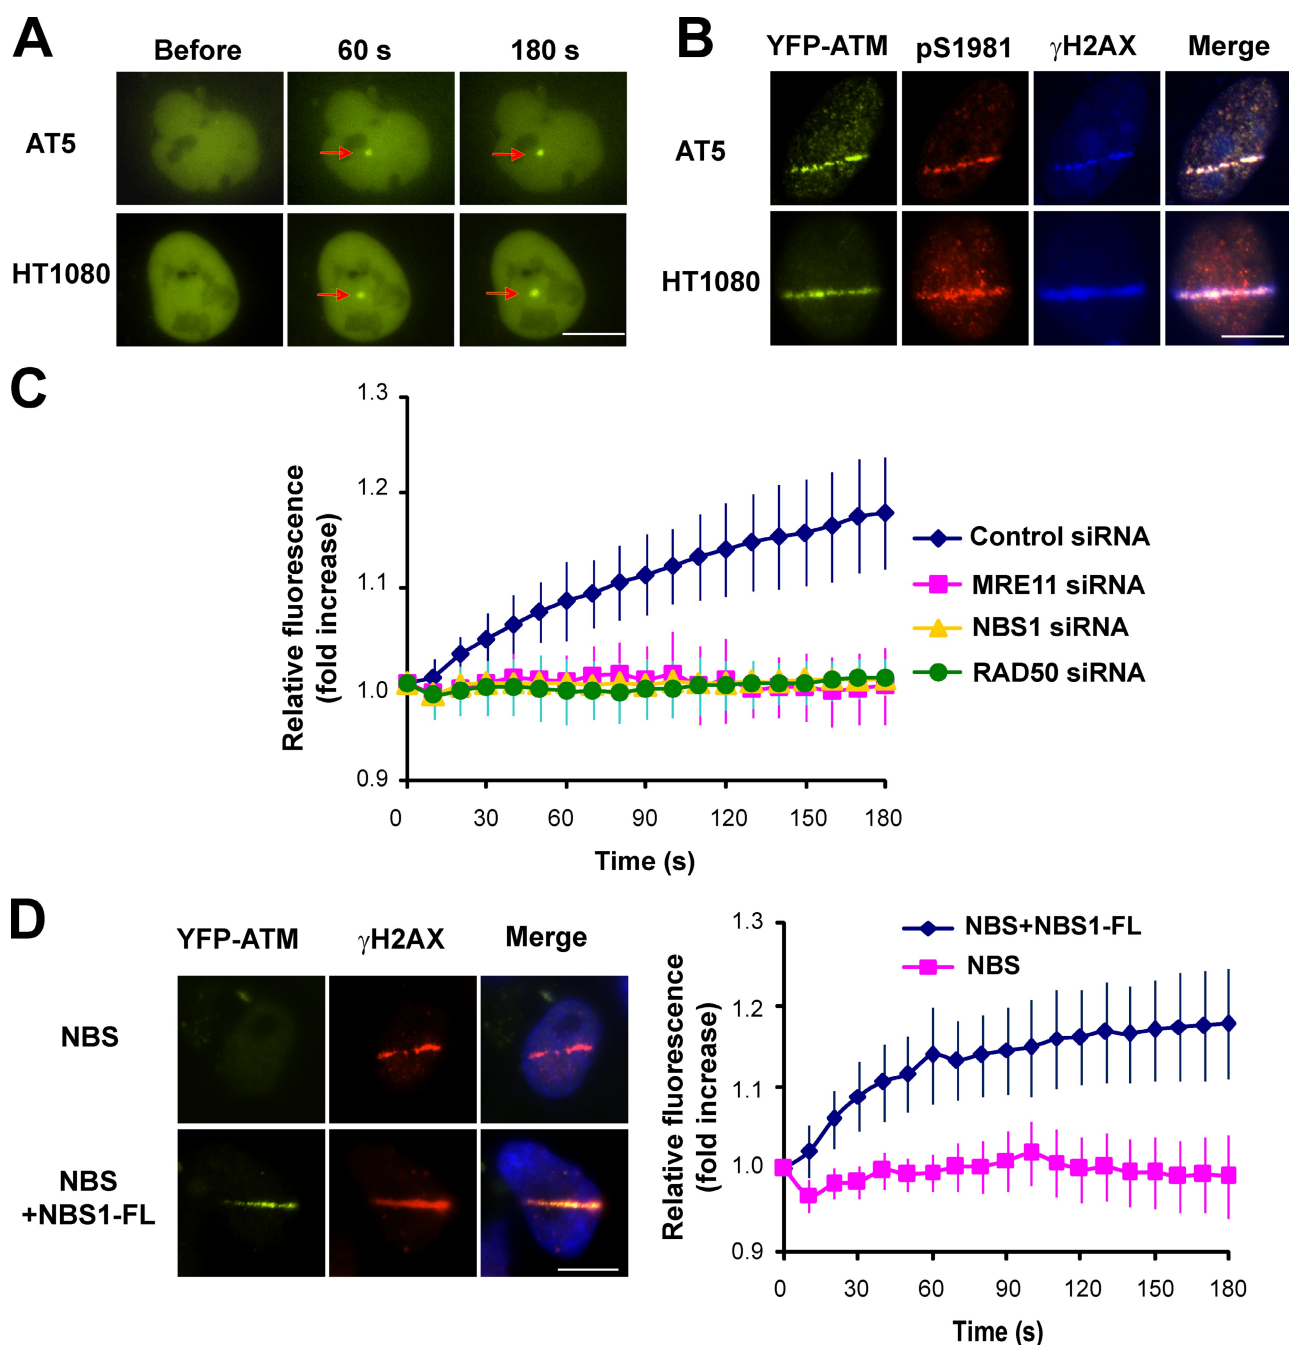 A
Before 60 s 180 s
AT5
HT1080
B
YFP-ATM pS1981 γH2AX Merge
AT5
HT1080
C
1.3
1.2
1.1
1.0
0.9
Relative fluorescence
(fold increase)
0 30 60 90 120 150 180
Time (s)
Control siRNA
MRE11 siRNA
NBS1 siRNA
RAD50 siRNA
D
YFP-ATM γH2AX Merge
NBS
NBS
+NBS1-FL
1.3
1.2
1.1
1.0
0.9
Relative fluorescence
(fold increase)
NBS+NBS1-FL
NBS
0 30 60 90 120 150 180
Time (s)